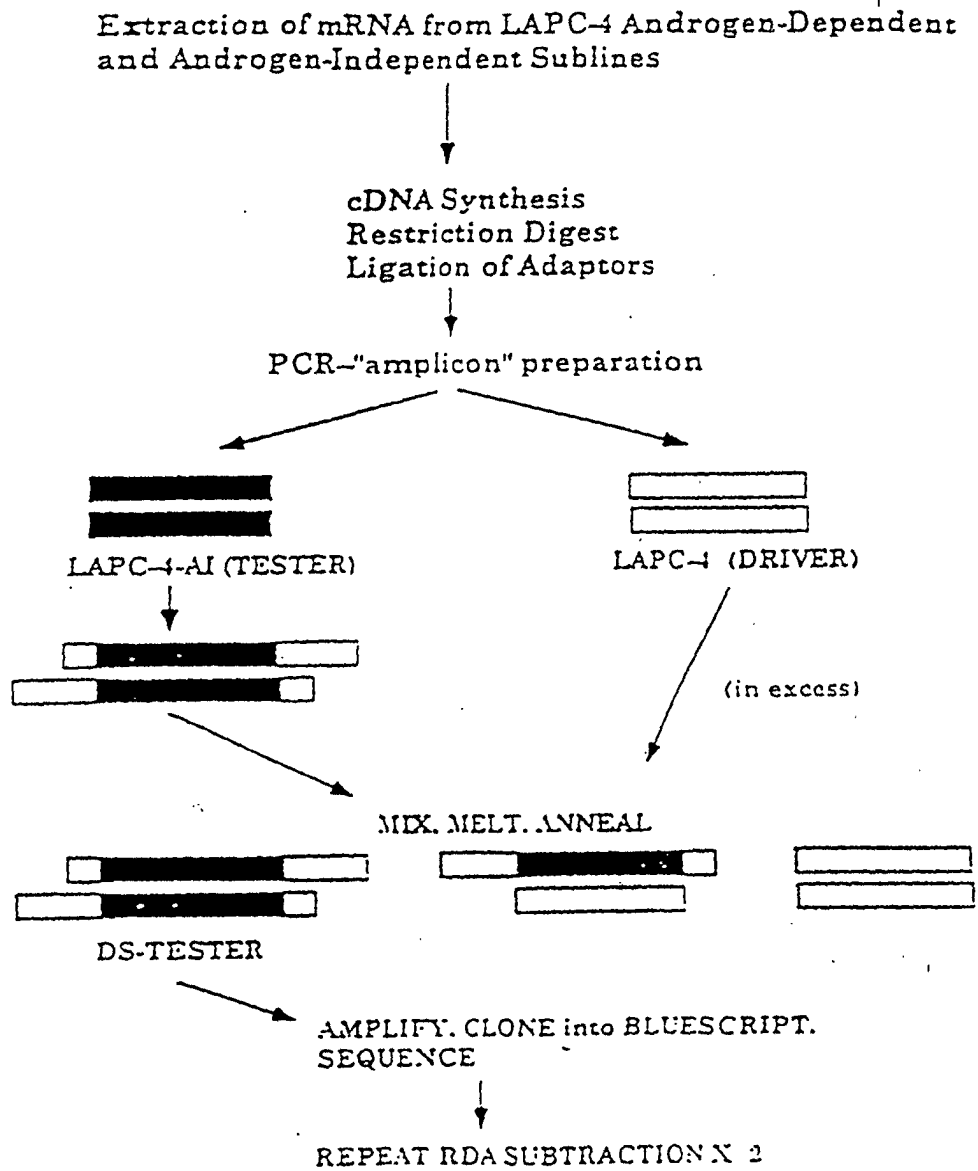 Extraction of mRNA from LAPC-4 Androgen-Dependent
and Androgen-Independent Sublines
cDNA Synthesis
Restriction Digest
Ligation of Adaptors
PCR-"amplicon" preparation
LAPC-4-AI (TESTER)
LAPC-4 (DRIVER)
(in excess)
MIX. MELT. ANNEAL
DS-TESTER
AMPLIFY. CLONE into BLUESCRIPT.
SEQUENCE
REPEAT RDA SUBTRACTION X 2